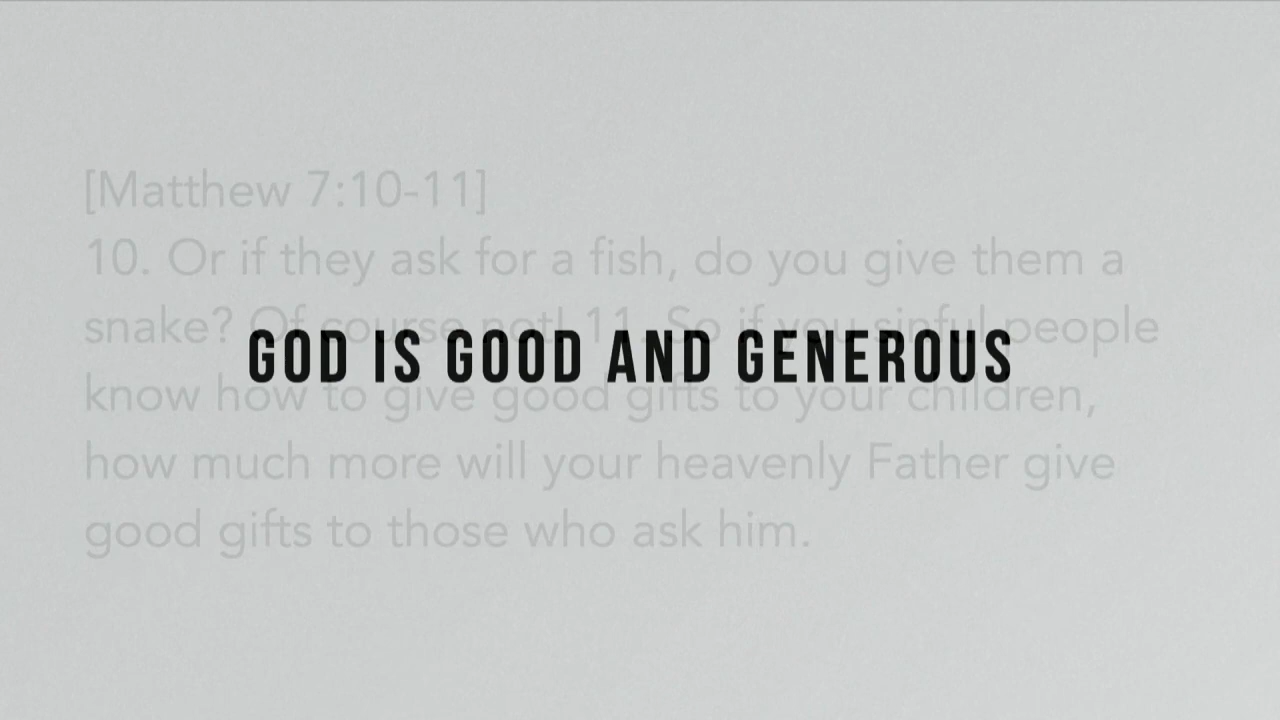 [Matthew 7:10-11]
10. Or if they ask for a fish, do you give them a
snake? Of course not! 11. So if you sinful people
GOD IS GOOD AND GENEROUS
know how to give good gifts to your children,
how much more will your heavenly Father give
good gifts to those who ask him.